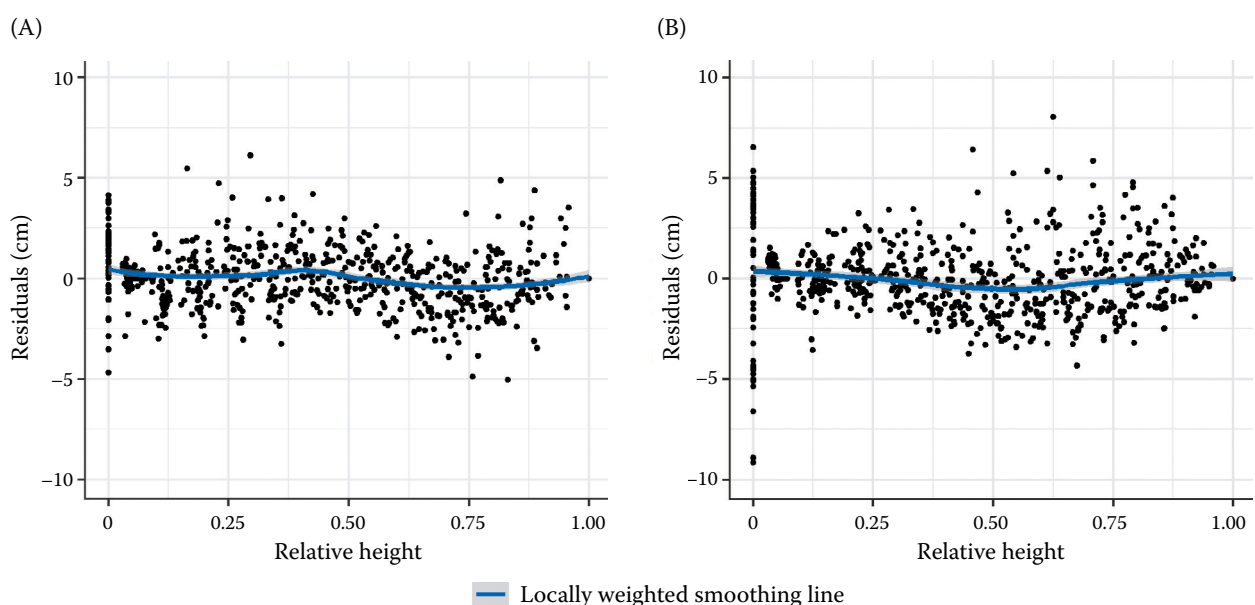 (A)
10
5
0
−5
−10
Residuals (cm)
0 0.25 0.50 0.75 1.00
Relative height
(B)
10
5
0
−5
−10
Residuals (cm)
0 0.25 0.50 0.75 1.00
Relative height
Locally weighted smoothing line